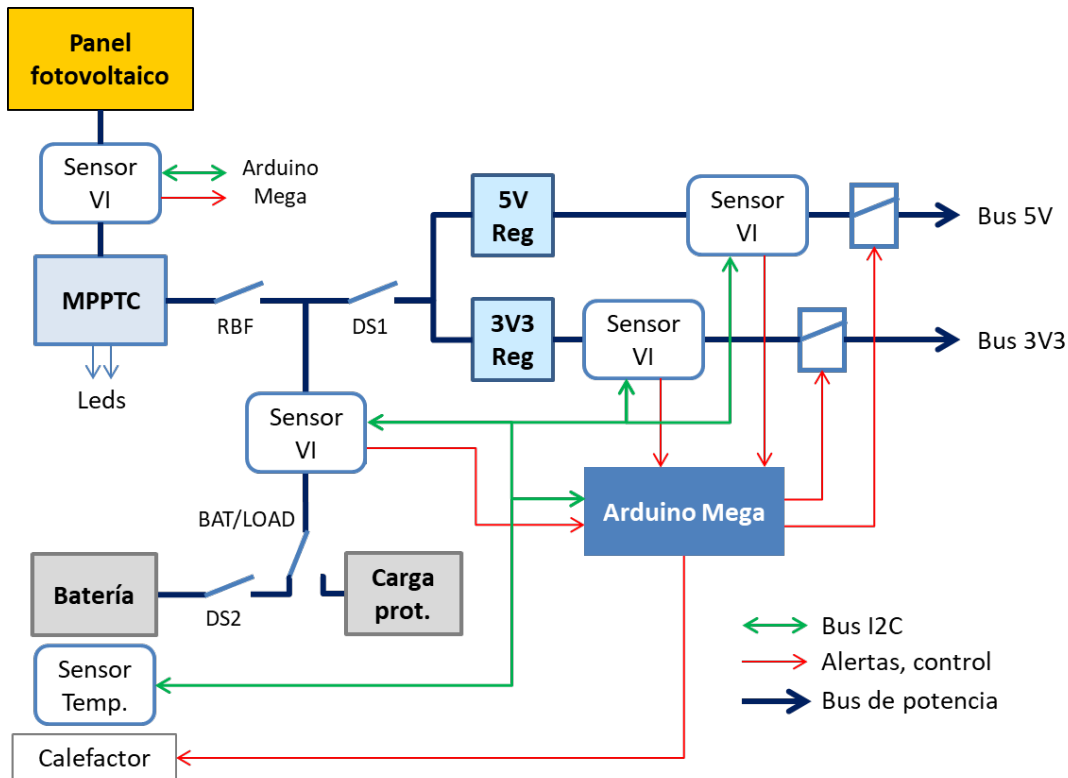 Panel
fotovoltaico
Sensor
VI
Arduino
Mega
MPPTC
Leds
RBF
DS1
5V
Reg
Sensor
VI
Bus 5V
3V3
Reg
Sensor
VI
Bus 3V3
Sensor
VI
BAT/LOAD
Arduino Mega
Batería
DS2
Carga
prot.
Sensor
Temp.
Calefactor
Bus I2C
Alertas, control
Bus de potencia